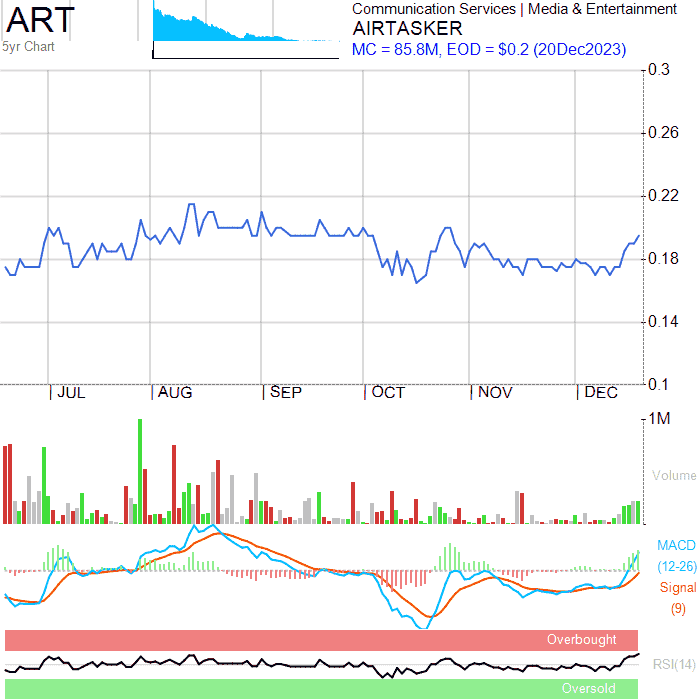 ART
5yr Chart
Communication Services | Media & Entertainment
AIRTASKER
MC = 85.8M, EOD = $0.2 (20Dec2023)
0.3
0.26
0.22
0.18
0.14
0.1
JUL AUG SEP OCT NOV DEC
1M
Volume
MACD
(12-26)
Signal
(9)
Overbought
RSI(14)
Oversold